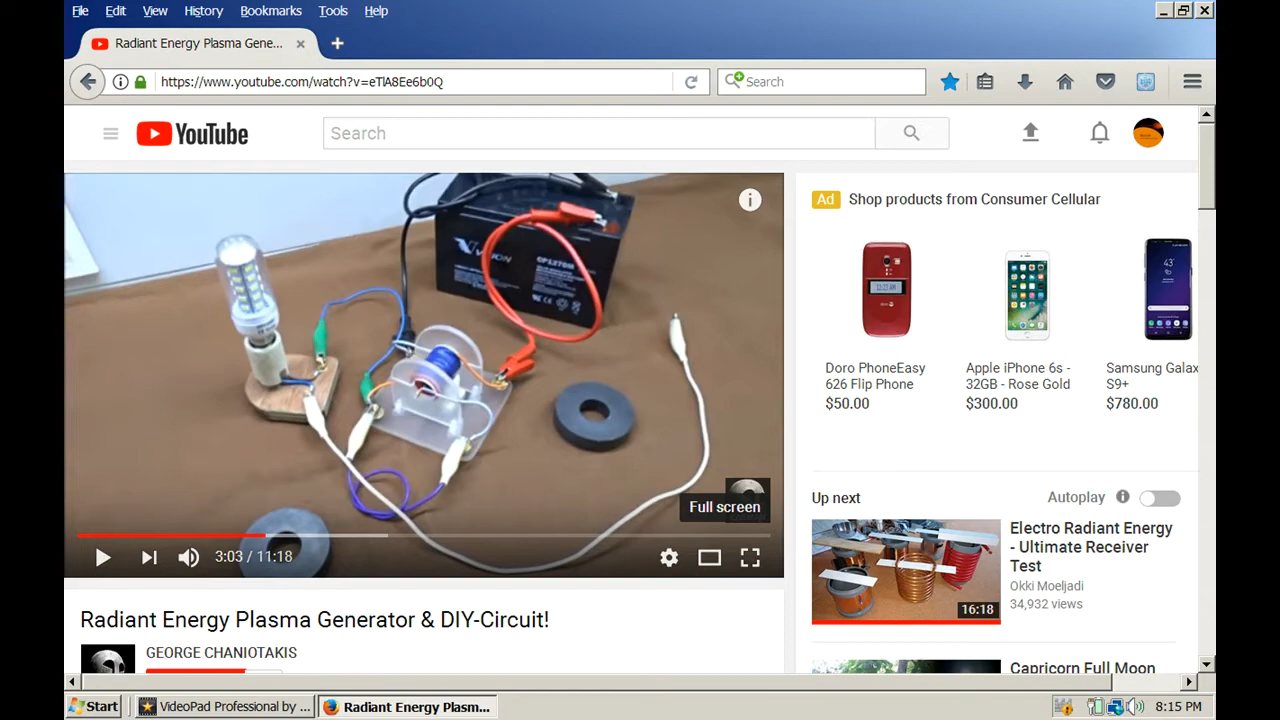 File Edit View History Bookmarks Tools Help
Radiant Energy Plasma Gene...
https://www.youtube.com/watch?v=eTlA8Ee6b0Q
Search
YouTube
Search
Ad Shop products from Consumer Cellular
CP1270H
Full screen
3:03 / 11:18
Doro PhoneEasy
626 Flip Phone
$50.00
Apple iPhone 6s -
32GB - Rose Gold
$300.00
Samsung Galax
S9+
$780.00
Up next
Autoplay
16:18
Electro Radiant Energy
- Ultimate Receiver
Test
Okki Moeljadi
34,932 views
Capricorn Full Moon
Radiant Energy Plasma Generator & DIY-Circuit!
GEORGE CHANIOTAKIS
Start
VideoPad Professional by ...
Radiant Energy Plasm...
8:15 PM